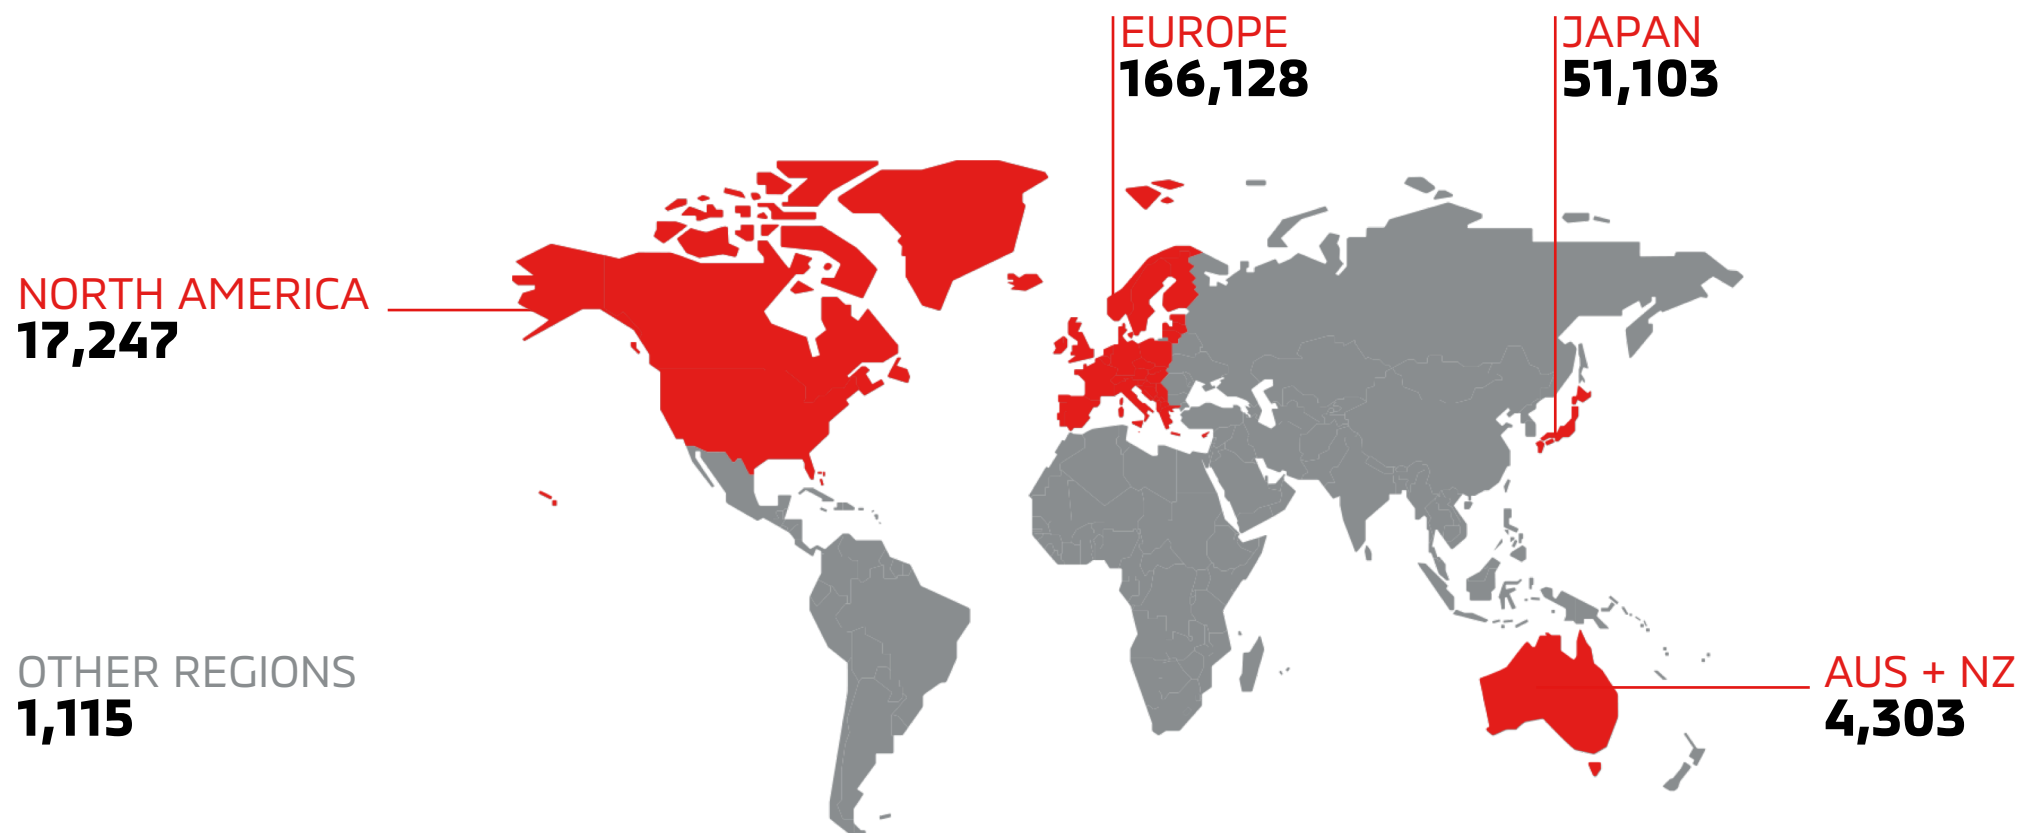 EUROPE
166,128
JAPAN
51,103
NORTH AMERICA
17,247
OTHER REGIONS
1,115
AUS + NZ
4,303